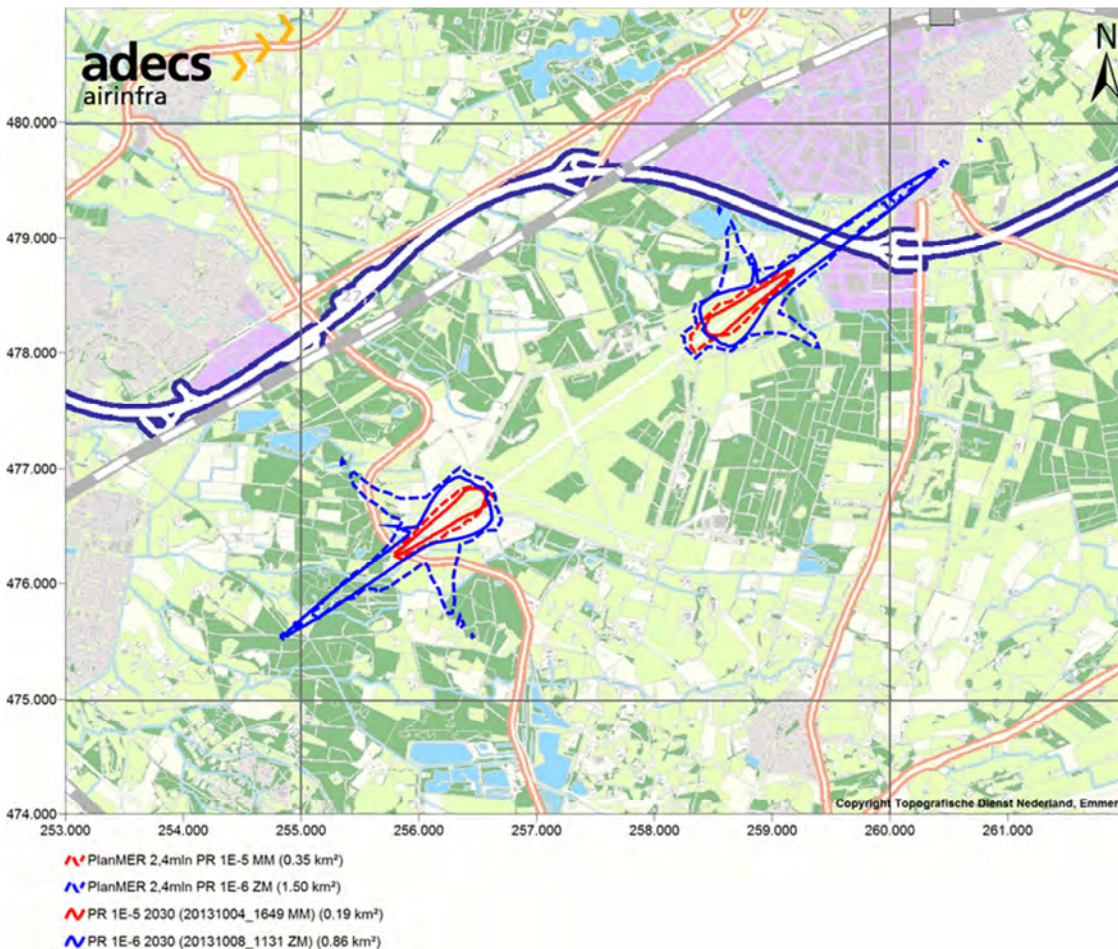 adecs
airinfra
N
480.000
479.000
27
478.000
477.000
476.000
475.000
474.000
Copyright Topografische Dienst Nederland, Emmer
253.000 254.000 255.000 256.000 257.000 258.000 259.000 260.000 261.000
PlanMER 2,4mln PR 1E-5 MM (0.35 km²)
PlanMER 2,4mln PR 1E-6 ZM (1.50 km²)
PR 1E-5 2030 (20131004_1649 MM) (0.19 km²)
PR 1E-6 2030 (20131008_1131 ZM) (0.86 km²)